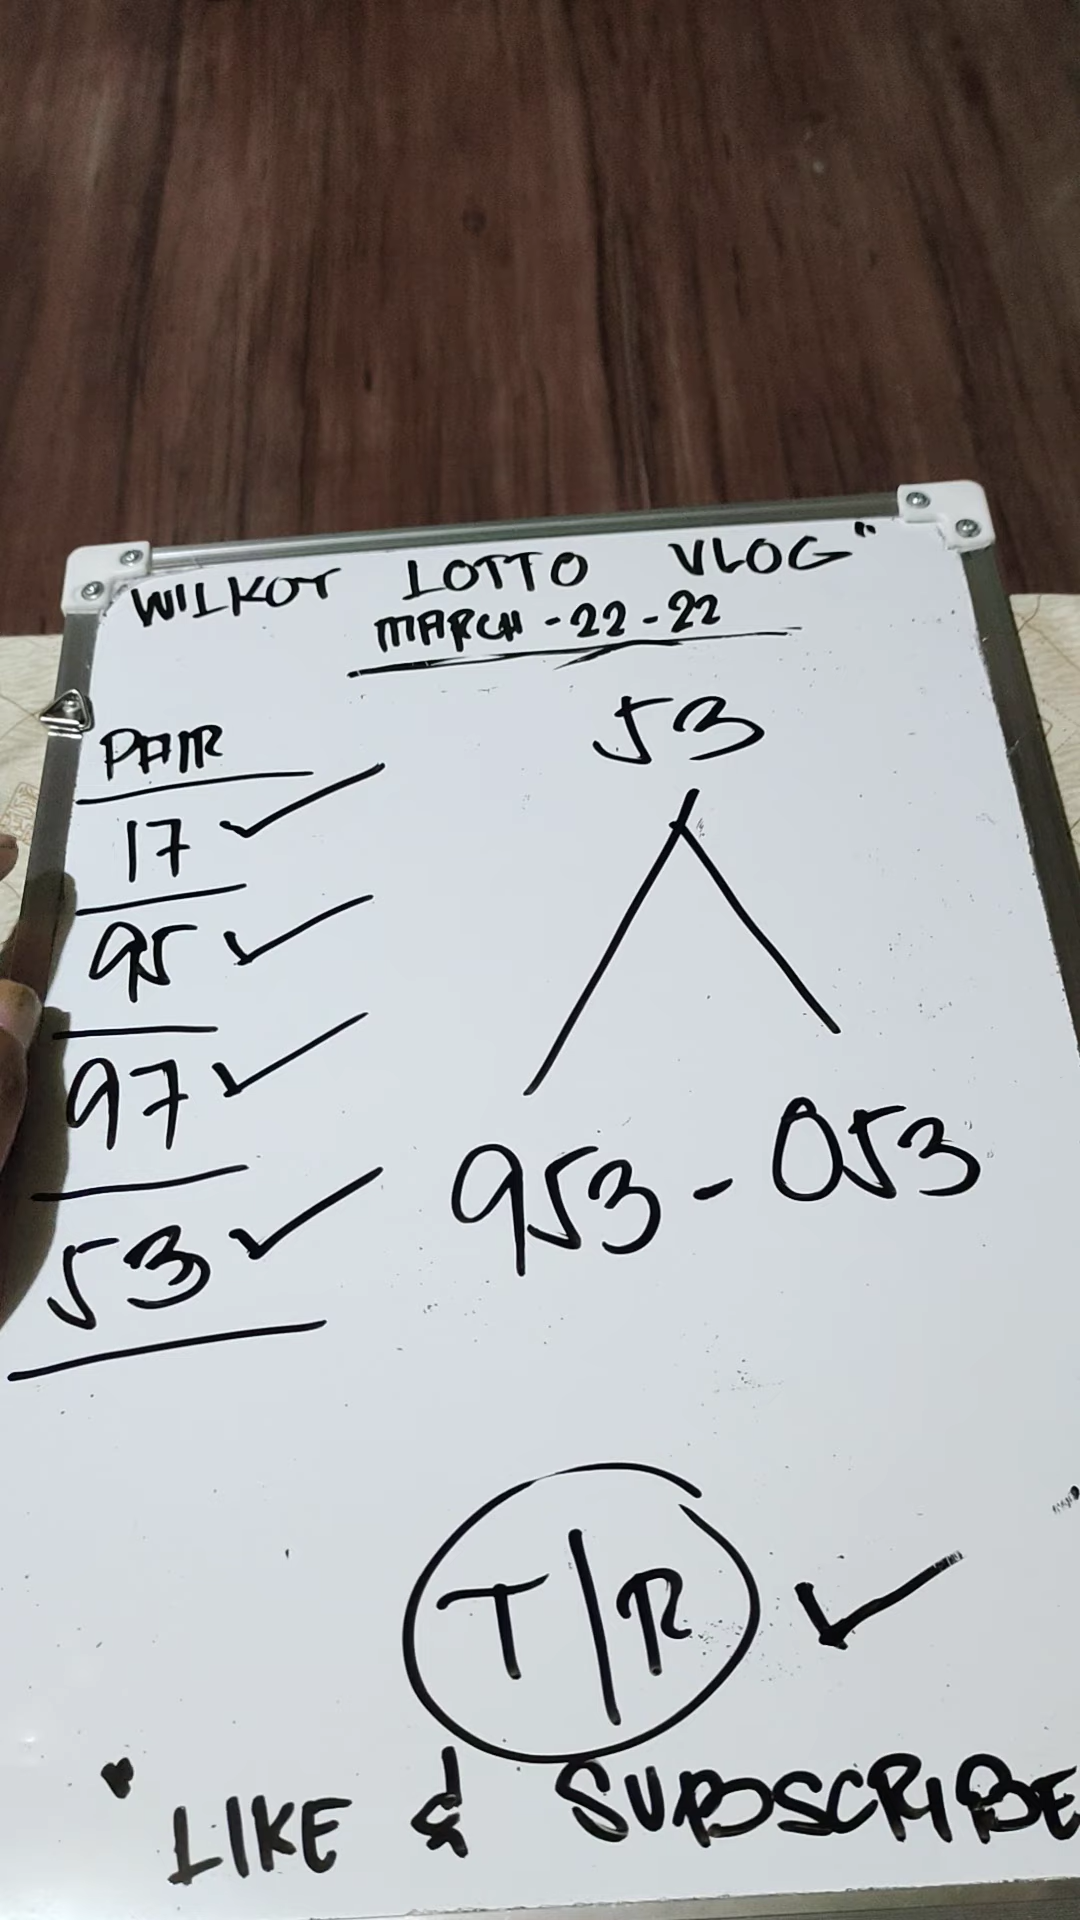 WILKOT LOTTO VLOG"
MARCH-22-22
PAIR
17
95
97
53
53
953-053
T/R
"LIKE & SUBSCRIBE